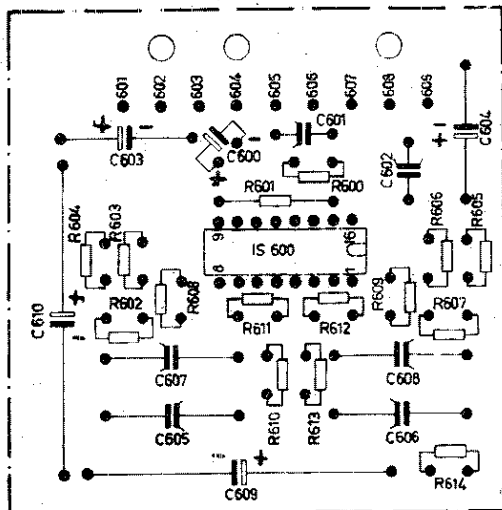 601 602 603 604 605 606 607 608 609
+ - C603
- + C600
C601
C602
- + C604
R600
R601
R604 R603
9 IS 600 16
8 1
R606 R605
R602 R608
R611 R612
R609 R607
C610 +
C607 C608
R610 R613
C605 C606
C609 +
R614